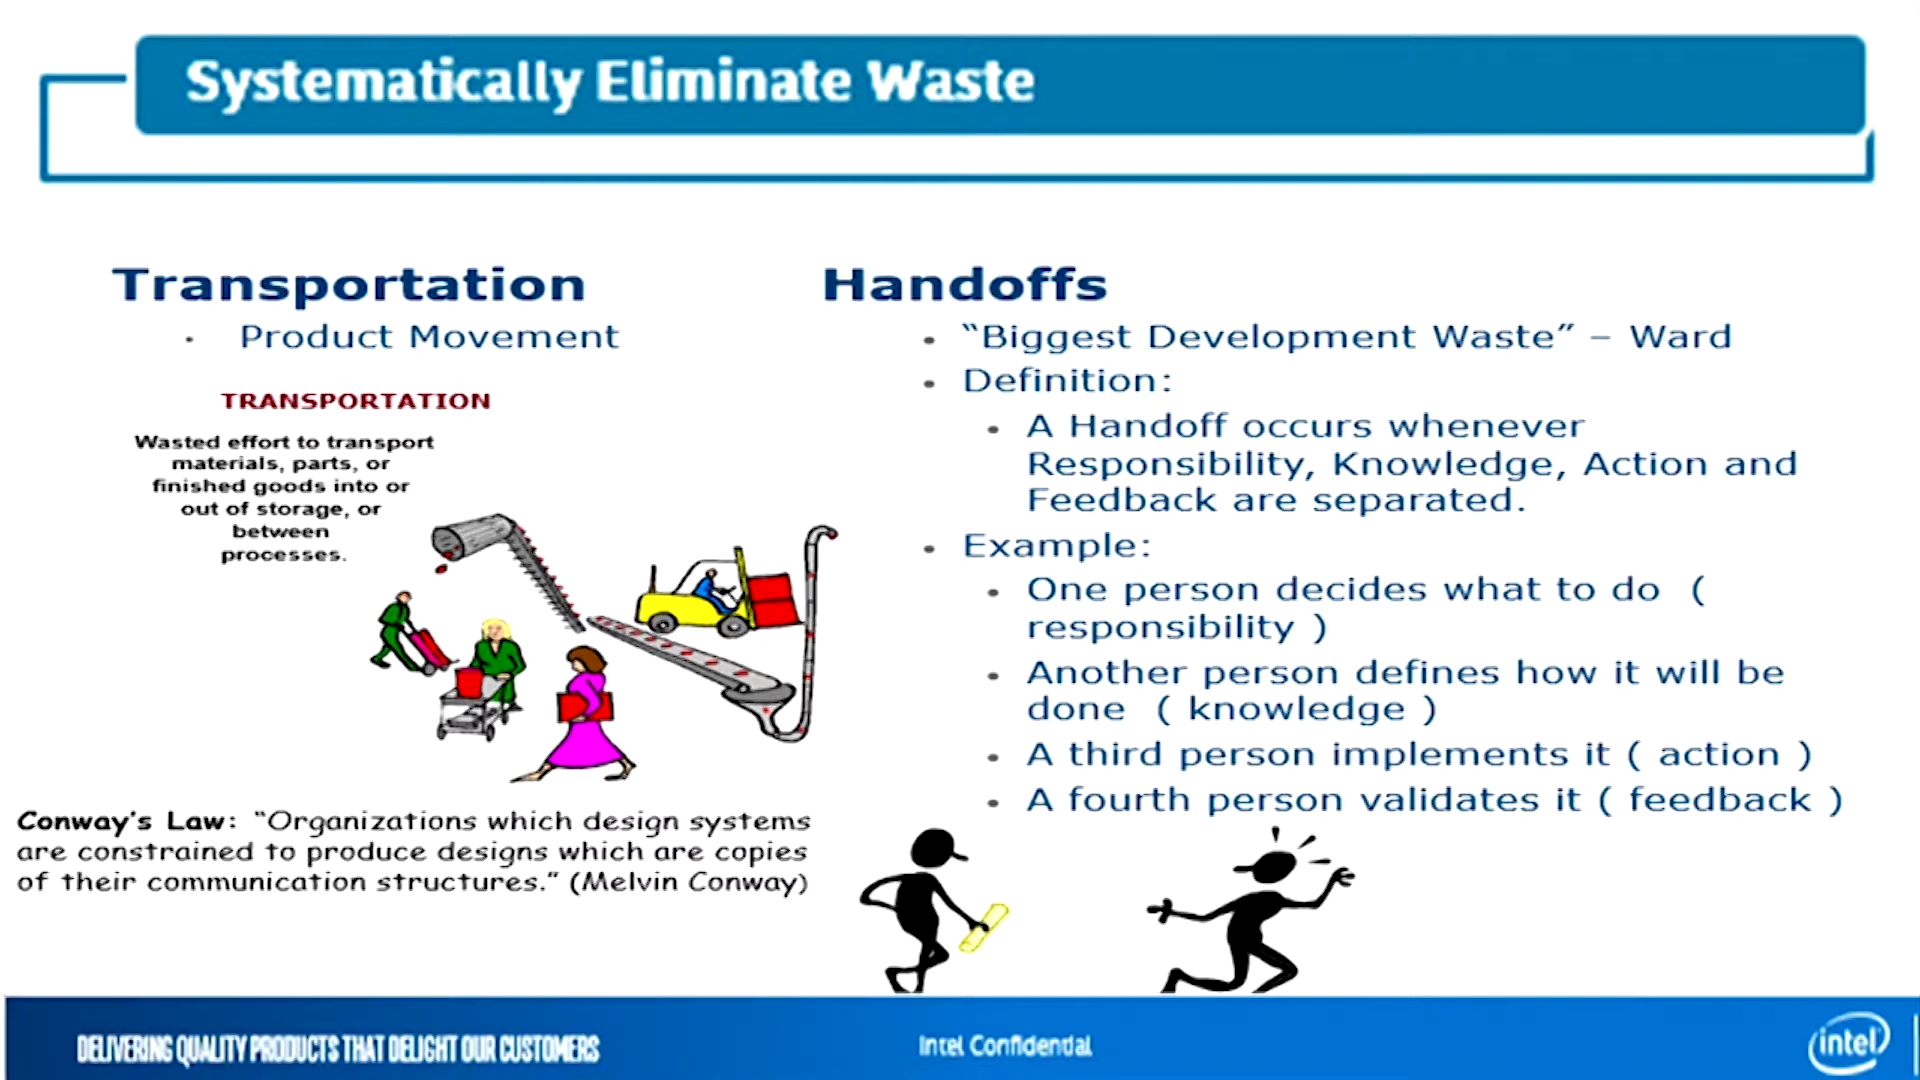 Systematically Eliminate Waste
Transportation
· Product Movement
TRANSPORTATION
Wasted effort to transport
materials, parts, or
finished goods into or
out of storage, or
between
processes.
Conway's Law: “Organizations which design systems
are constrained to produce designs which are copies
of their communication structures.” (Melvin Conway)
Handoffs
• “Biggest Development Waste” – Ward
• Definition:
• A Handoff occurs whenever
Responsibility, Knowledge, Action and
Feedback are separated.
• Example:
• One person decides what to do (
responsibility )
• Another person defines how it will be
done ( knowledge )
• A third person implements it ( action )
• A fourth person validates it ( feedback )
DELIVERING QUALITY PRODUCTS THAT DELIGHT OUR CUSTOMERS
Intel Confidential
intel